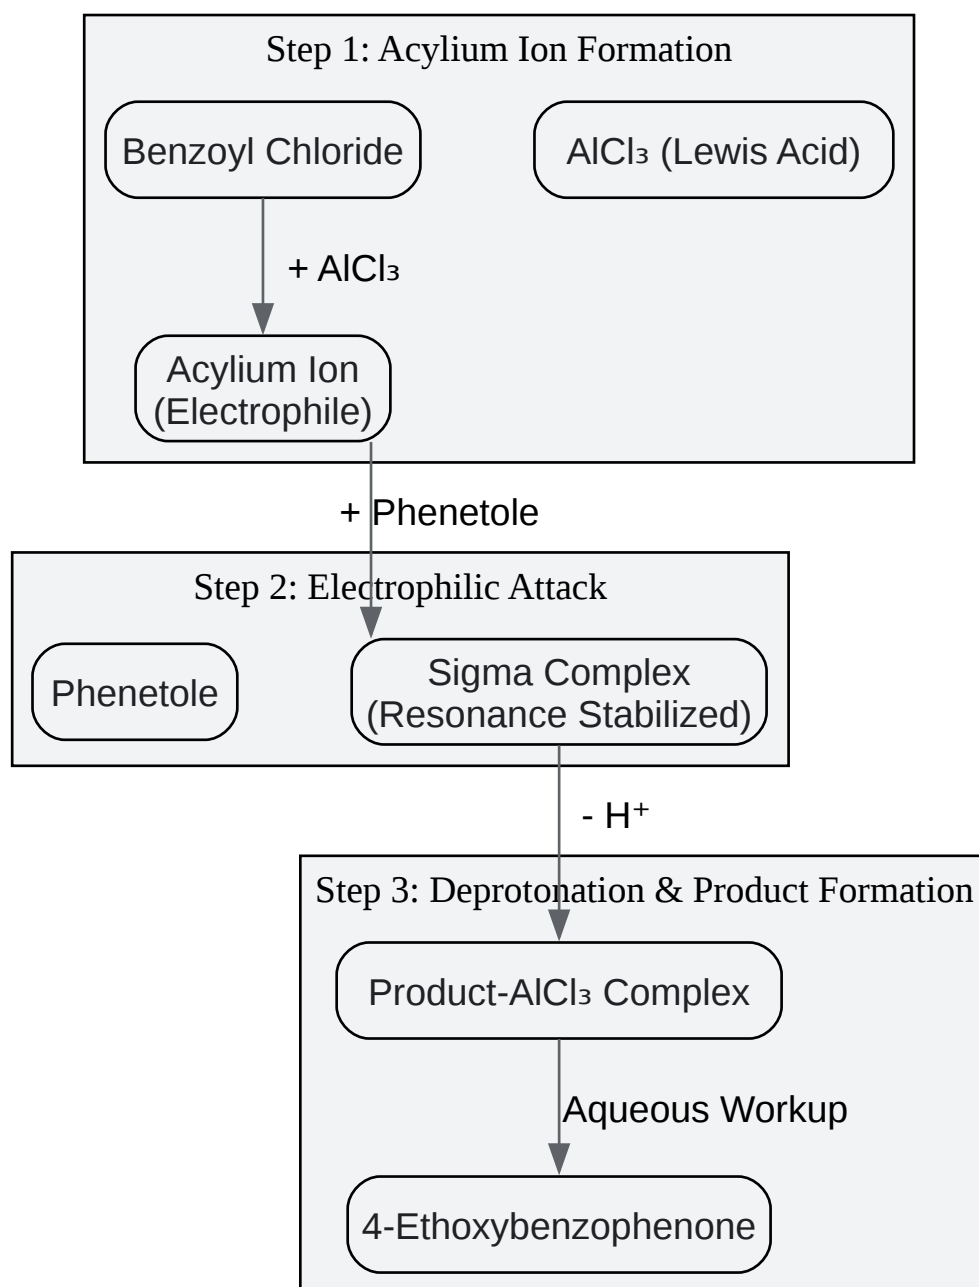 Step 1: Acylium Ion Formation
Benzoyl Chloride
AlCl₃ (Lewis Acid)
+ AlCl₃
Acylium Ion
(Electrophile)
+ Phenetole
Step 2: Electrophilic Attack
Phenetole
Sigma Complex
(Resonance Stabilized)
- H⁺
Step 3: Deprotonation & Product Formation
Product-AlCl₃ Complex
Aqueous Workup
4-Ethoxybenzophenone